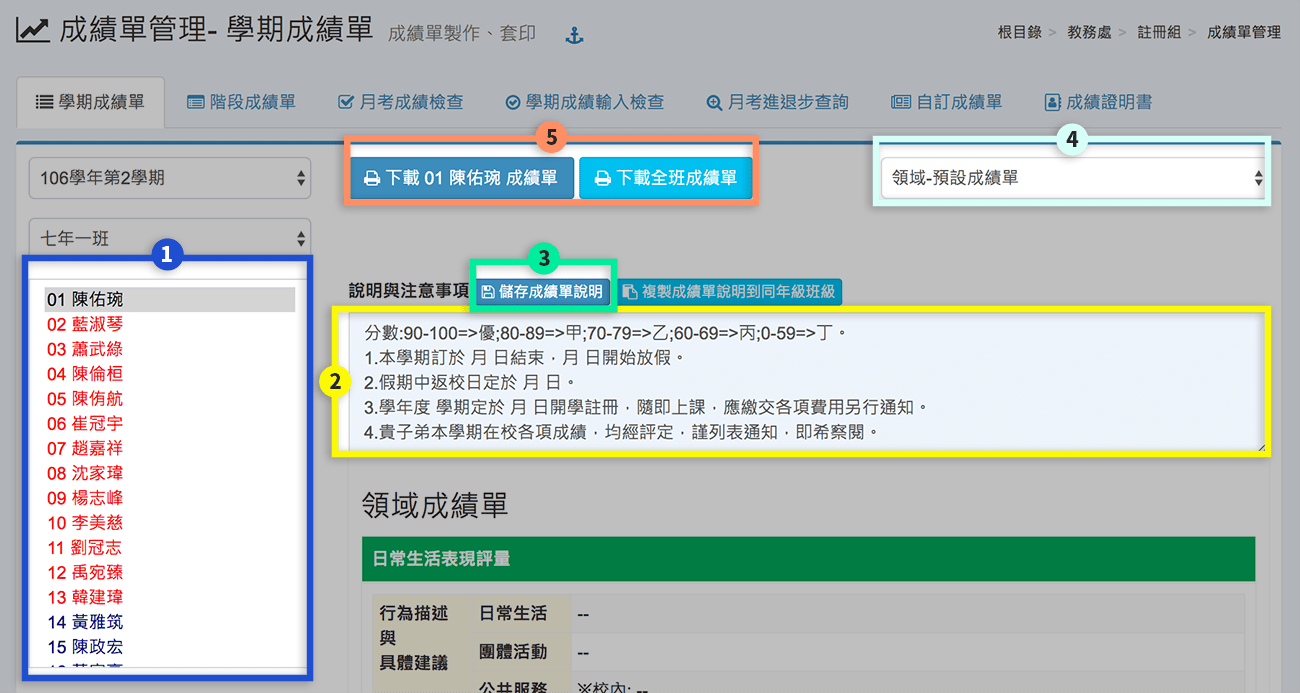 成績單管理- 學期成績單 成績單製作、套印
根目錄 > 教務處 > 註冊組 > 成績單管理
學期成績單 階段成績單 月考成績檢查 學期成績輸入檢查 月考進退步查詢 自訂成績單 成績證明書
5
4
106學年第2學期
下載 01 陳佑琬 成績單 下載全班成績單
領域-預設成績單
七年一班
1
3
說明與注意事項 儲存成績單說明 複製成績單說明到同年級班級
01 陳佑琬
02 藍淑琴
03 蕭武綠
04 陳倫桓
05 陳侑航
06 崔冠宇
07 趙嘉祥
08 沈家瑋
09 楊志峰
10 李美慈
11 劉冠志
12 禹宛臻
13 韓建瑋
14 黃雅筑
15 陳政宏
2
分數:90-100=>優;80-89=>甲;70-79=>乙;60-69=>丙;0-59=>丁。
1.本學期訂於 月 日結束，月 日開始放假。
2.假期中返校日定於 月 日。
3.學年度 學期定於 月 日開學註冊，隨即上課，應繳交各項費用另行通知。
4.貴子弟本學期在校各項成績，均經評定，謹列表通知，即希察閱。
領域成績單
日常生活表現評量
行為描述
與
具體建議
日常生活 --
團體活動 --
公共服務 ※校內: --